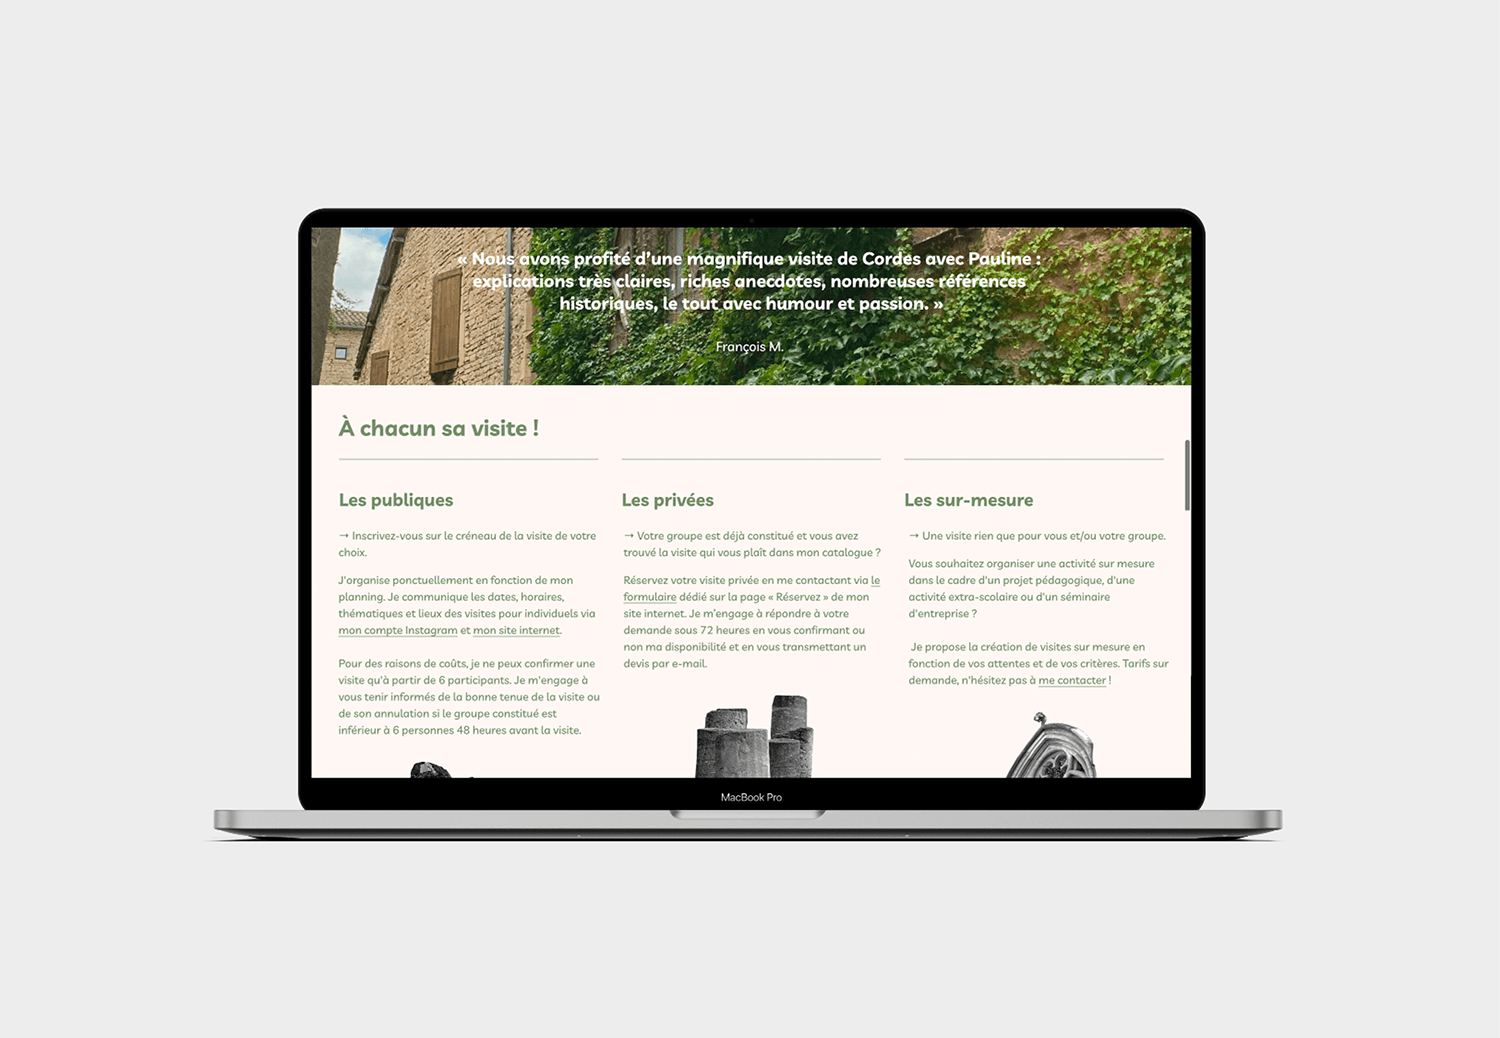 « Nous avons profité d'une magnifique visite de Cordes avec Pauline :
explications très claires, riches anecdotes, nombreuses références
historiques, le tout avec humour et passion. »
François M.
À chacun sa visite !
Les publiques
→ Inscrivez-vous sur le créneau de la visite de votre
choix.
J'organise ponctuellement en fonction de mon
planning. Je communique les dates, horaires,
thématiques et lieux des visites pour individuels via
mon compte Instagram et mon site internet.
Pour des raisons de coûts, je ne peux confirmer une
visite qu'à partir de 6 participants. Je m'engage à
vous tenir informés de la bonne tenue de la visite ou
de son annulation si le groupe constitué est
inférieur à 6 personnes 48 heures avant la visite.
Les privées
→ Votre groupe est déjà constitué et vous avez
trouvé la visite qui vous plaît dans mon catalogue ?
Réservez votre visite privée en me contactant via le
formulaire dédié sur la page « Réservez » de mon
site internet. Je m'engage à répondre à votre
demande sous 72 heures en vous confirmant ou
non ma disponibilité et en vous transmettant un
devis par e-mail.
Les sur-mesure
→ Une visite rien que pour vous et/ou votre groupe.
Vous souhaitez organiser une activité sur mesure
dans le cadre d'un projet pédagogique, d'une
activité extra-scolaire ou d'un séminaire
d'entreprise ?
Je propose la création de visites sur mesure en
fonction de vos attentes et de vos critères. Tarifs sur
demande, n'hésitez pas à me contacter !
MacBook Pro